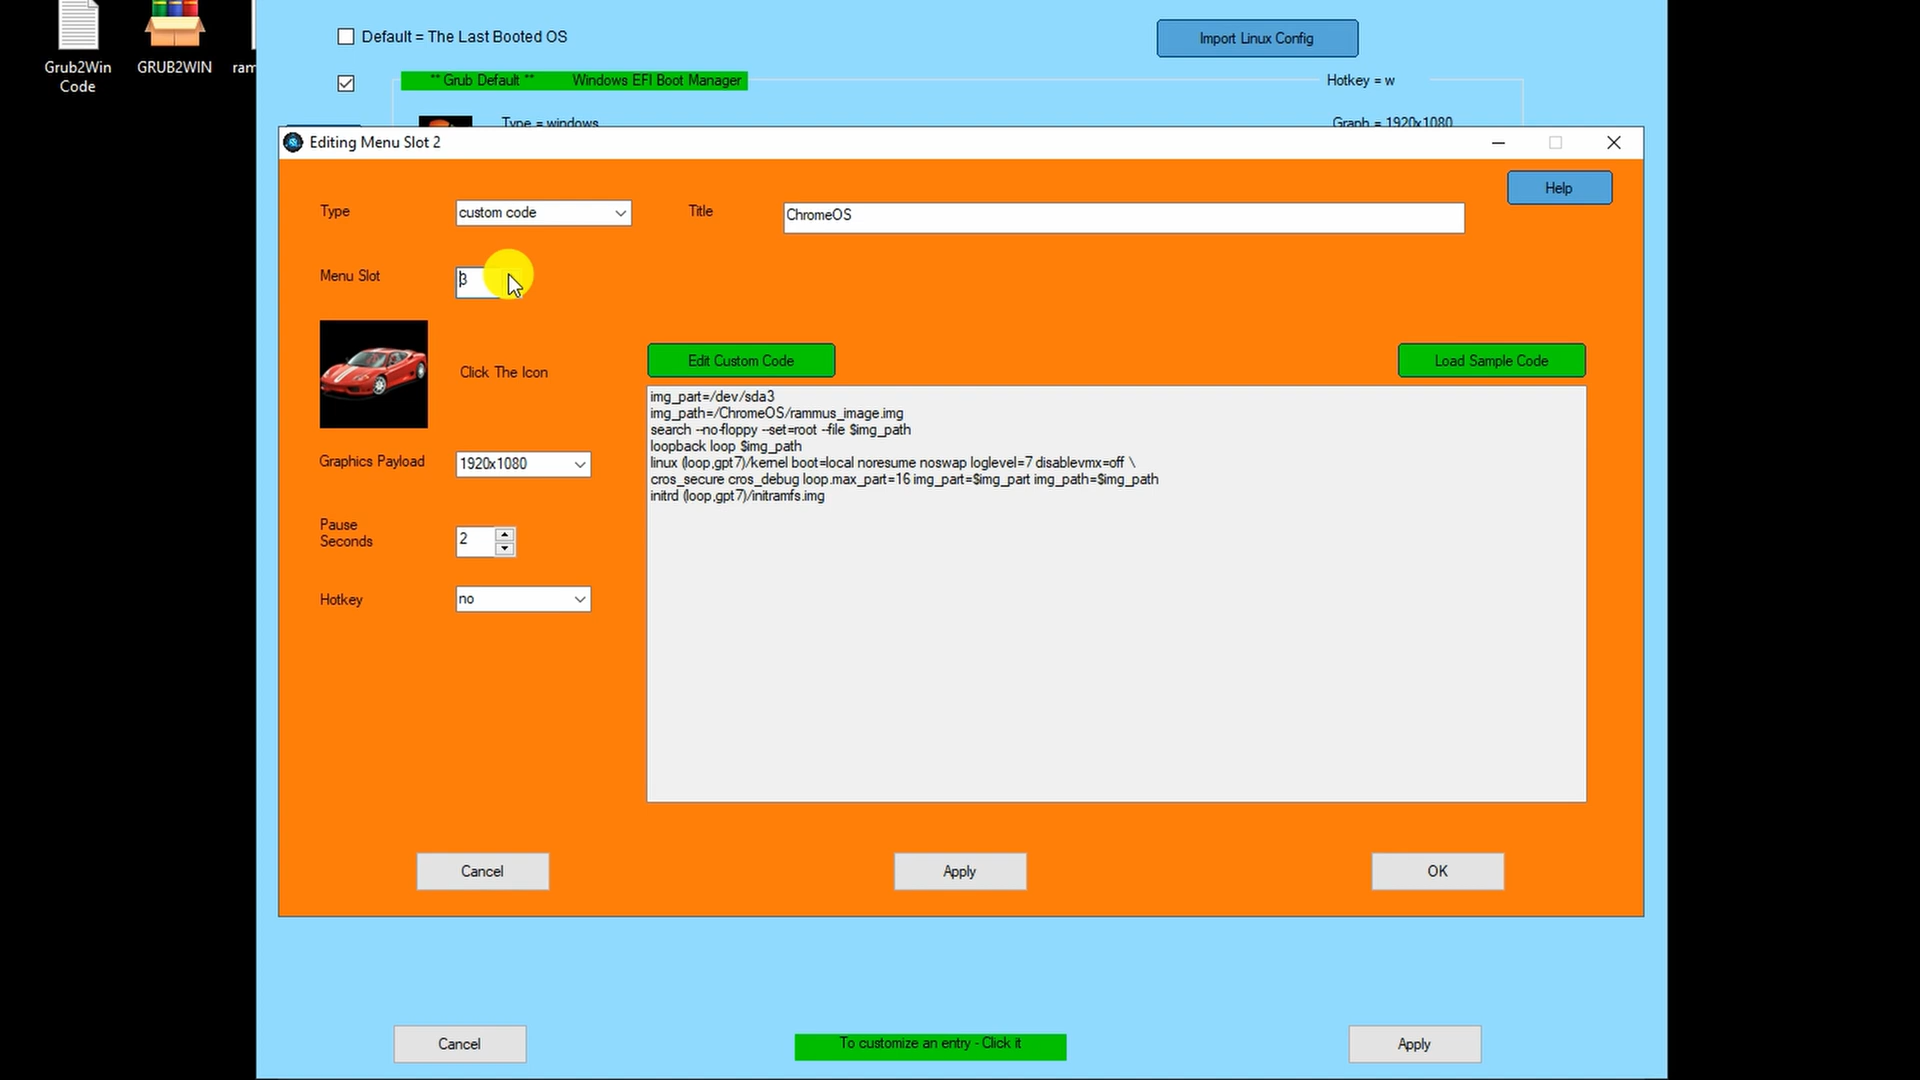 Grub2Win
Code
GRUB2WIN
ram
Default = The Last Booted OS
Import Linux Config
** Grub Default ** Windows EFI Boot Manager
Hotkey = w
Type = windows
Graph = 1920x1080
Editing Menu Slot 2
Help
Type
custom code
Title
ChromeOS
Menu Slot
3
Click The Icon
Edit Custom Code
Load Sample Code
img_part=/dev/sda3
img_path=/ChromeOS/rammus_image.img
search --no-floppy --set=root --file $img_path
loopback loop $img_path
linux (loop,gpt7)/kernel boot=local noresume noswap loglevel=7 disablevmx=off \
cros_secure cros_debug loop.max_part=16 img_part=$img_part img_path=$img_path
initrd (loop,gpt7)/initramfs.img
Graphics Payload
1920x1080
Pause
Seconds
2
Hotkey
no
Cancel
Apply
OK
Cancel
To customize an entry - Click it
Apply